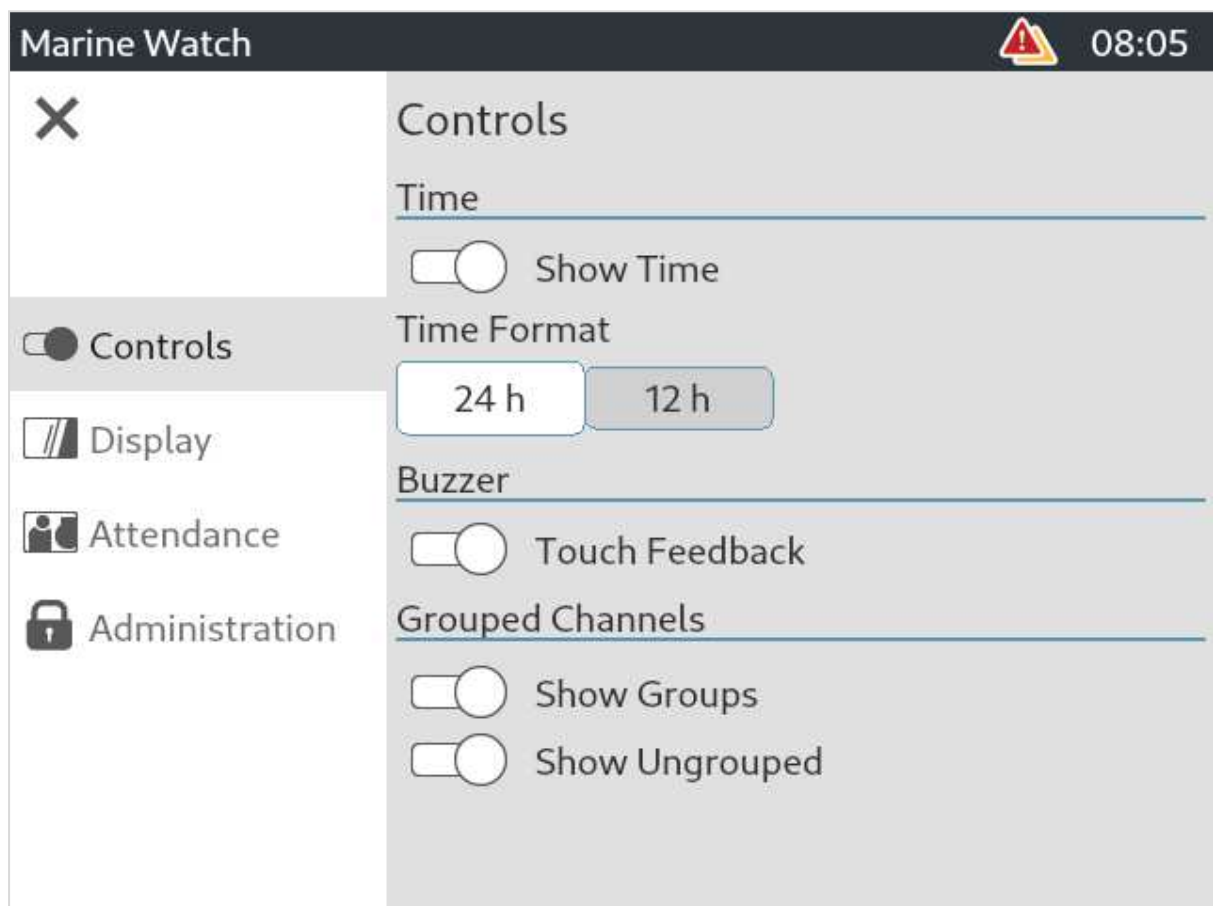 Marine Watch 08:05
Controls
Time
Show Time
Time Format
24 h 12 h
Buzzer
Touch Feedback
Grouped Channels
Show Groups
Show Ungrouped
Controls
Display
Attendance
Administration